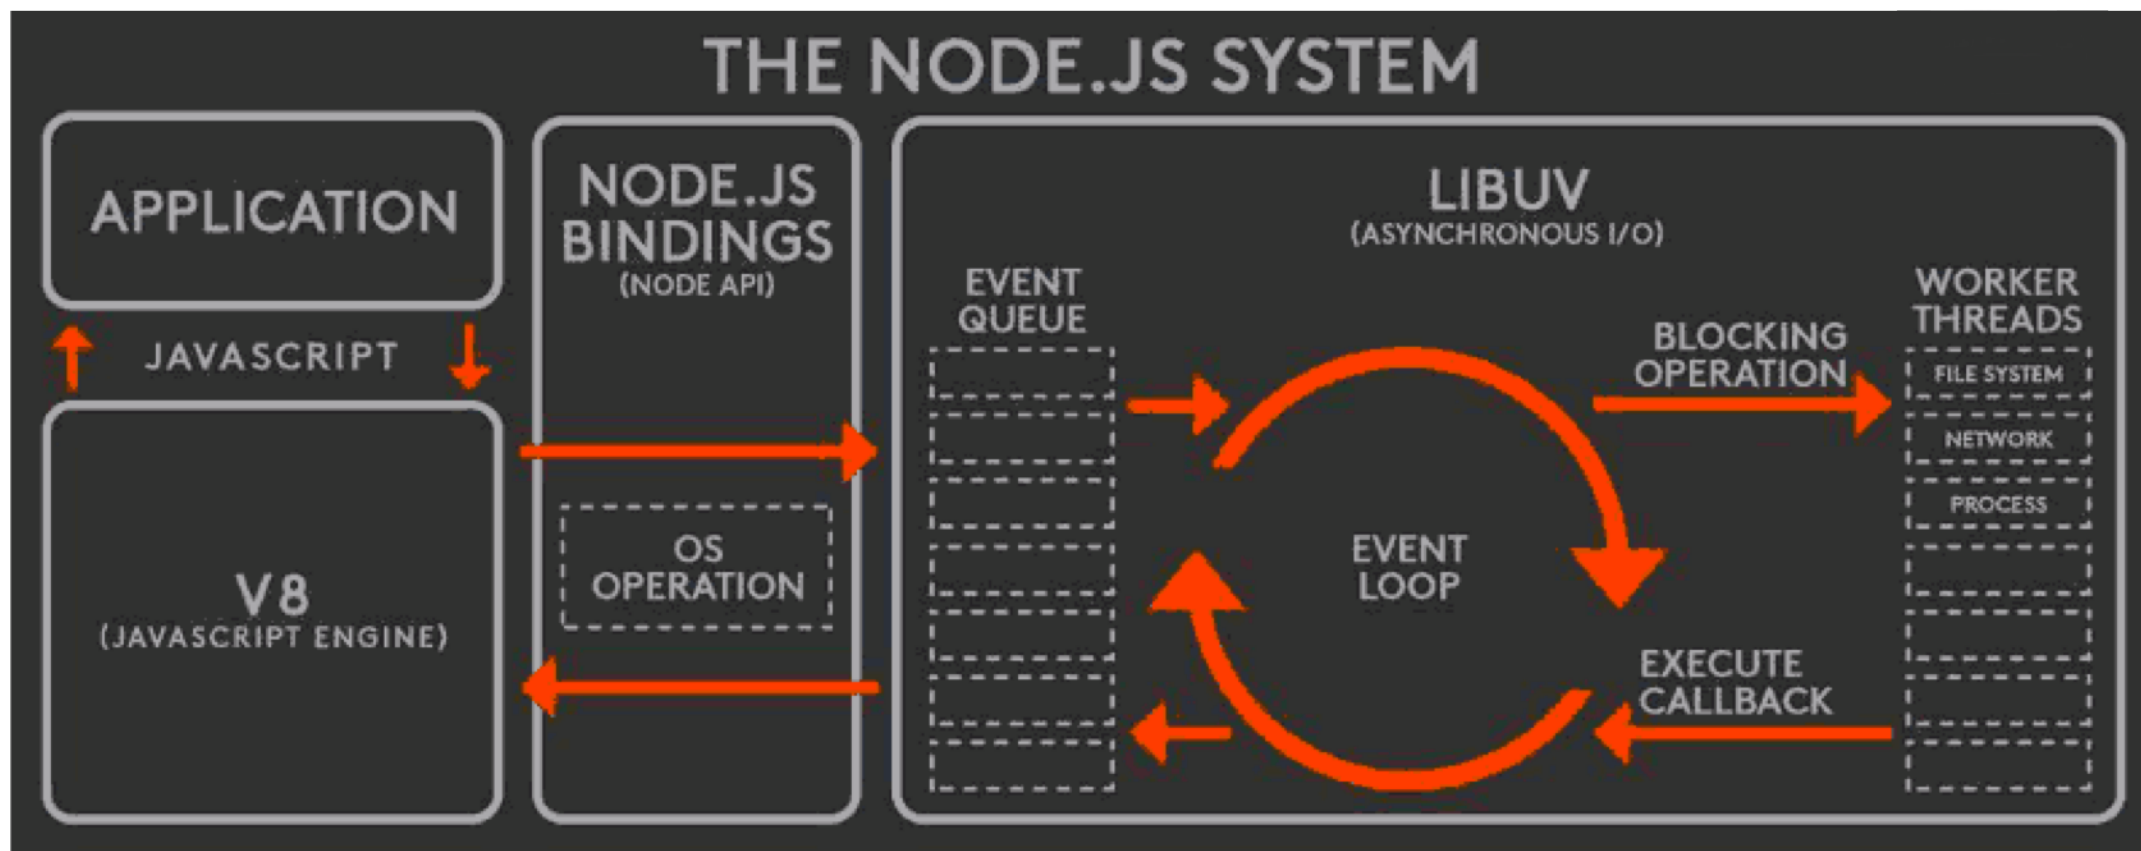 THE NODE.JS SYSTEM
APPLICATION
JAVASCRIPT
V8
(JAVASCRIPT ENGINE)
NODE.JS
BINDINGS
(NODE API)
OS
OPERATION
LIBUV
(ASYNCHRONOUS I/O)
EVENT
QUEUE
EVENT
LOOP
BLOCKING
OPERATION
EXECUTE
CALLBACK
WORKER
THREADS
FILE SYSTEM
NETWORK
PROCESS